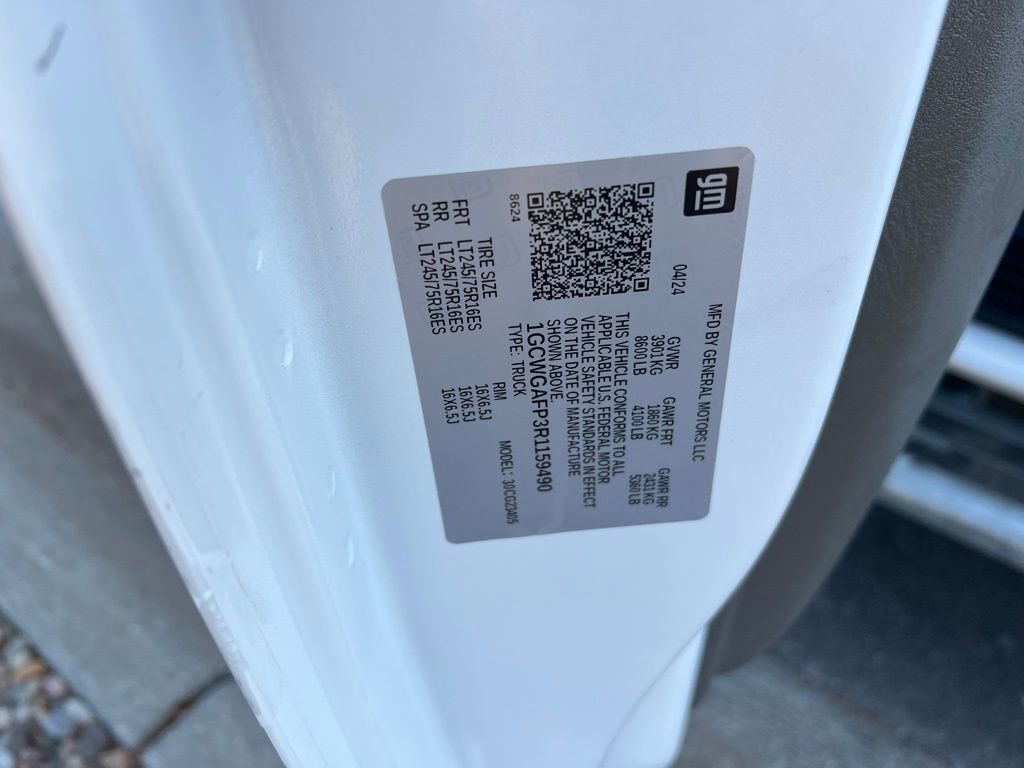 gm
MFD BY GENERAL MOTORS LLC
04/24
GVWR GAWR FRT GAWR RR
3901 KG 1860 KG 2431 KG
8600 LB 4100 LB 5360 LB
THIS VEHICLE CONFORMS TO ALL
APPLICABLE U.S. FEDERAL MOTOR
VEHICLE SAFETY STANDARDS IN EFFECT
ON THE DATE OF MANUFACTURE
SHOWN ABOVE.
1GCWGAFP3R1159490
TYPE: TRUCK MODEL: 30CG23405
8624
TIRE SIZE RIM
FRT LT245/75R16ES 16X6.5J
RR LT245/75R16ES 16X6.5J
SPA LT245/75R16ES 16X6.5J